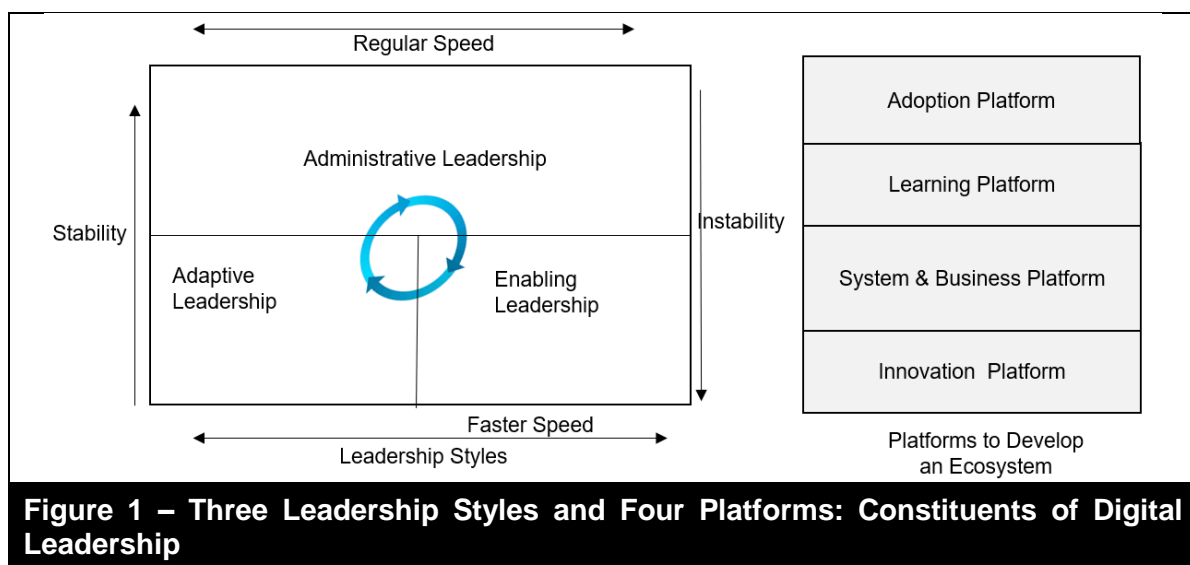 Regular Speed
Administrative Leadership
Stability
Instability
Adaptive
Leadership
Enabling
Leadership
Faster Speed
Leadership Styles
Adoption Platform
Learning Platform
System & Business Platform
Innovation Platform
Platforms to Develop
an Ecosystem
Figure 1 – Three Leadership Styles and Four Platforms: Constituents of Digital
Leadership